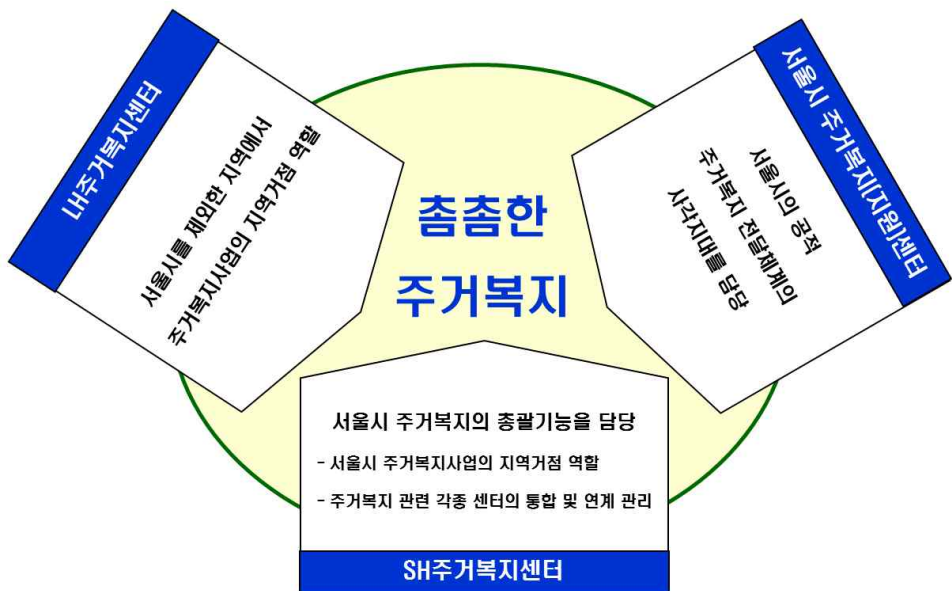 LH주거복지센터
서울시를 제외한 지역에서
주거복지사업의 지역거점 역할
서울시 주거복지(지원)센터
서울시의 공적
주거복지 전달체계의
사각지대를 담당
촘촘한
주거복지
서울시 주거복지의 총괄기능을 담당
- 서울시 주거복지사업의 지역거점 역할
- 주거복지 관련 각종 센터의 통합 및 연계 관리
SH주거복지센터